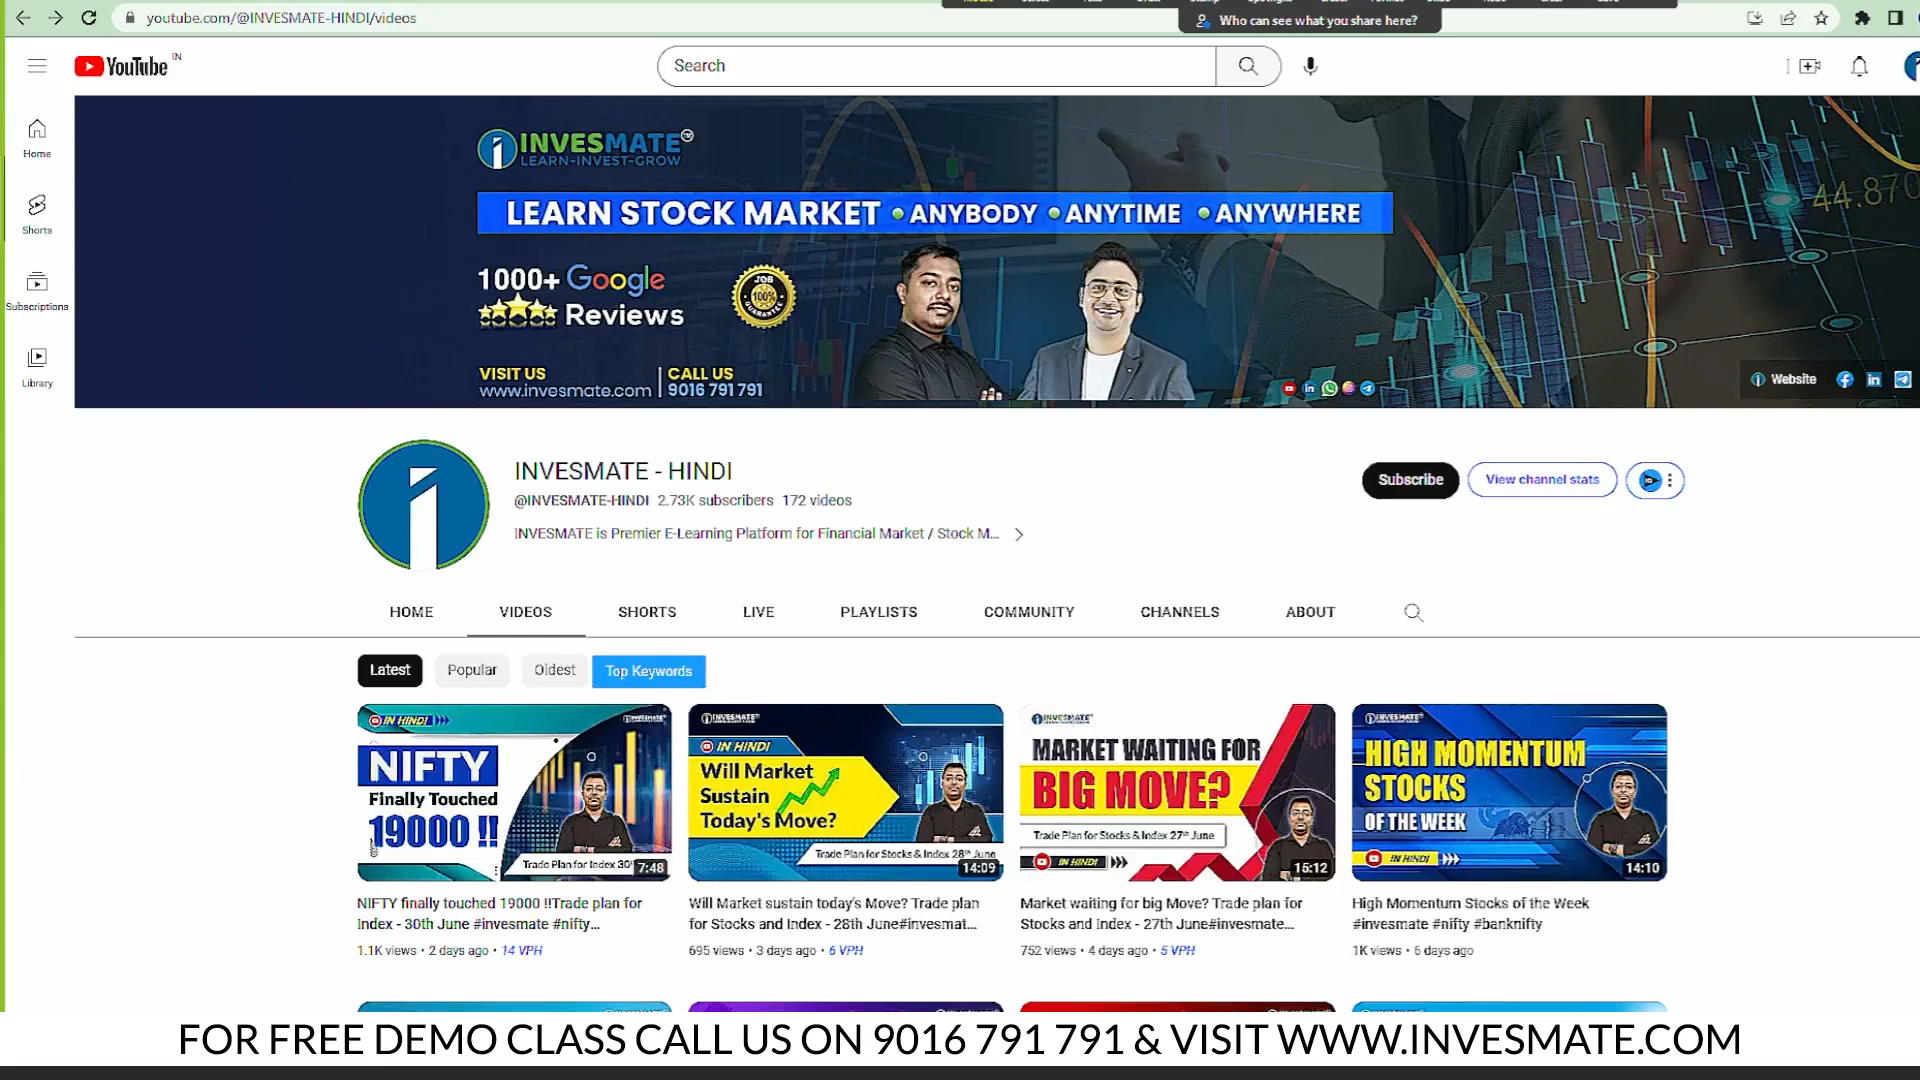 youtube.com/@INVESMATE-HINDI/videos
Who can see what you share here?
YouTube IN
Search
Home
Shorts
Subscriptions
Library
INVESMATE™
LEARN-INVEST-GROW
LEARN STOCK MARKET • ANYBODY • ANYTIME • ANYWHERE
1000+ Google
Reviews
JOB
100%
VISIT US
www.invesmate.com
CALL US
9016 791 791
44.870
Website
INVESMATE - HINDI
@INVESMATE-HINDI 2.73K subscribers 172 videos
INVESMATE is Premier E-Learning Platform for Financial Market / Stock M...
Subscribe
View channel stats
HOME VIDEOS SHORTS LIVE PLAYLISTS COMMUNITY CHANNELS ABOUT
Latest Popular Oldest Top Keywords
IN HINDI
INVESMATE
NIFTY
Finally Touched
19000 !!
Trade Plan for Index 30
7:48
INVESMATE
IN HINDI
Will Market
Sustain
Today's Move?
Trade Plan for Stocks & Index 28th June
14:09
INVESMATE
MARKET WAITING FOR
BIG MOVE?
Trade Plan for Stocks & Index 27th June
IN HINDI
15:12
INVESMATE
HIGH MOMENTUM
STOCKS
OF THE WEEK
IN HINDI
14:10
NIFTY finally touched 19000 !!Trade plan for
Index - 30th June #invesmate #nifty...
1.1K views • 2 days ago • 14 VPH
Will Market sustain today's Move? Trade plan
for Stocks and Index - 28th June#invesmat...
695 views • 3 days ago • 6 VPH
Market waiting for big Move? Trade plan for
Stocks and Index - 27th June#invesmate...
752 views • 4 days ago • 5 VPH
High Momentum Stocks of the Week
#invesmate #nifty #banknifty
1K views • 6 days ago
FOR FREE DEMO CLASS CALL US ON 9016 791 791 & VISIT WWW.INVESMATE.COM